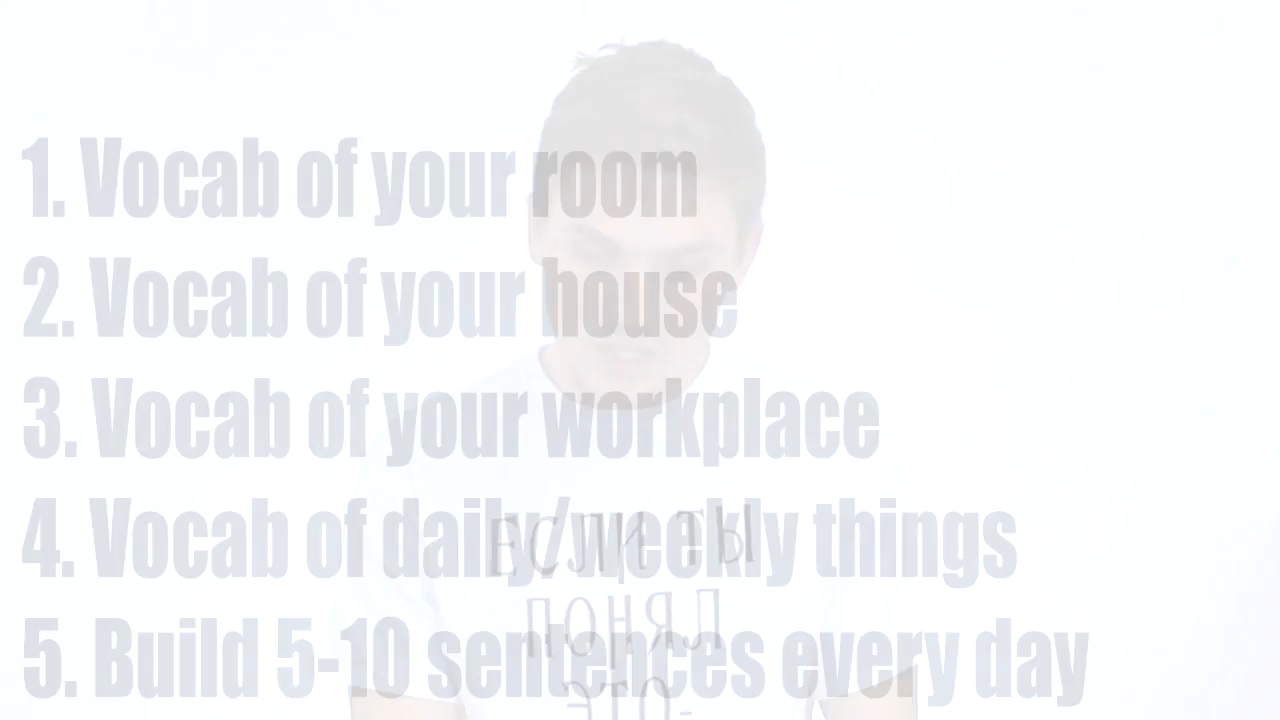 1. Vocab of your room
2. Vocab of your house
3. Vocab of your workplace
4. Vocab of daily/weekly things
5. Build 5-10 sentences every day
ЕСЛИ ТЫ
ПОНЯЛ
ЭТО-